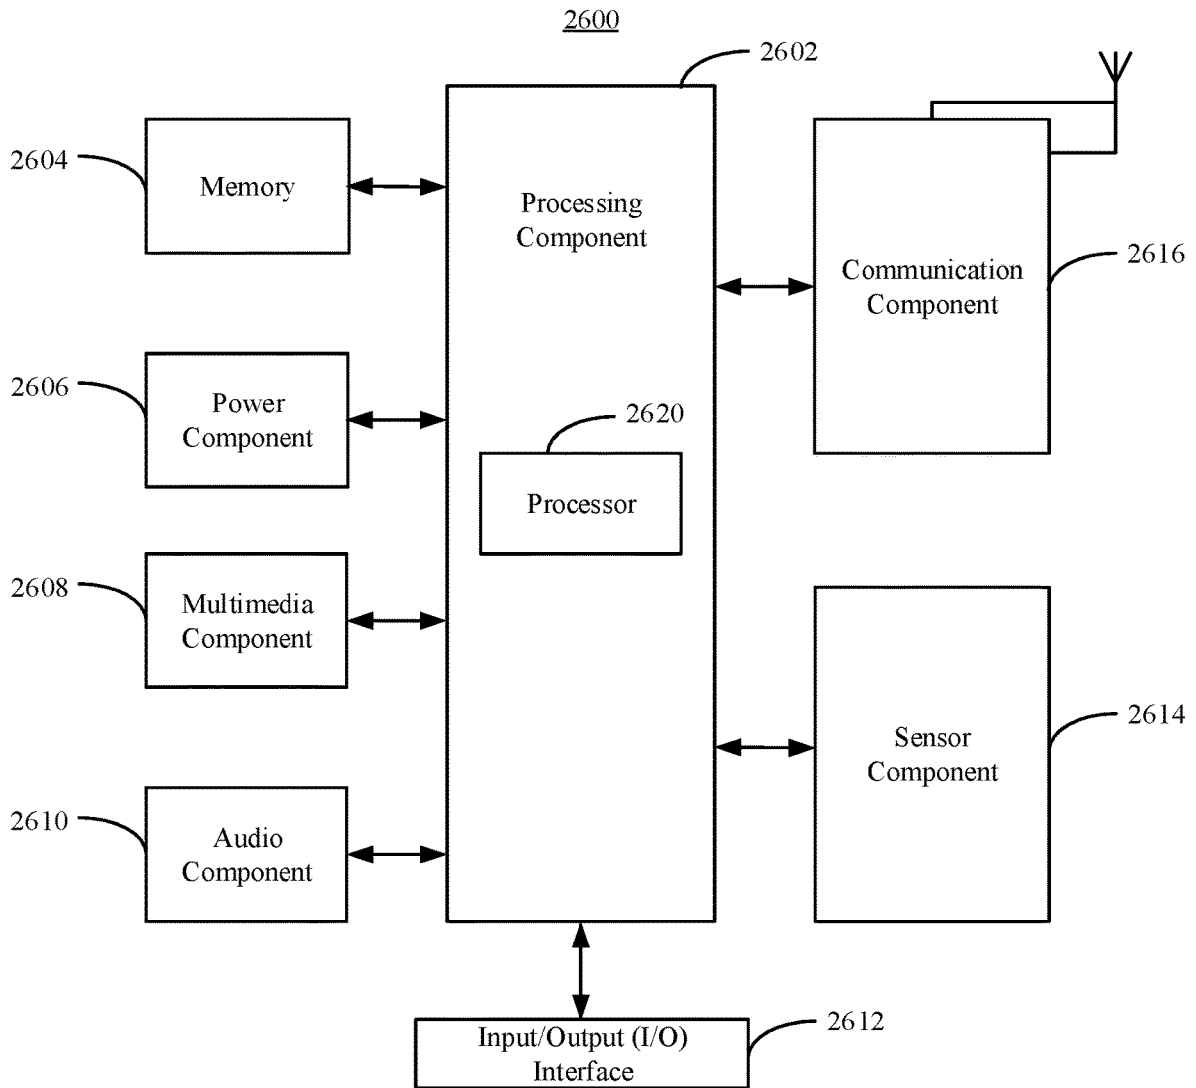 2600
2602
2604
Memory
Processing
Component
Communication
Component
2616
2606
Power
Component
2620
Processor
2608
Multimedia
Component
Sensor
Component
2614
2610
Audio
Component
Input/Output (I/O)
Interface
2612